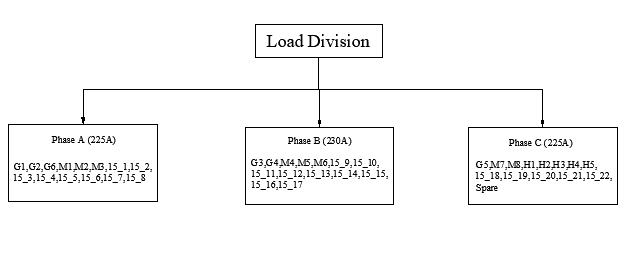 Load Division
Phase A (225A)
G1,G2,G6,M1,M2,M3,15_1,15_2,
15_3,15_4,15_5,15_6,15_7,15_8
Phase B (230A)
G3,G4,M4,M5,M6,15_9,15_10,
15_11,15_12,15_13,15_14,15_15,
15_16,15_17
Phase C (225A)
G5,M7,M8,H1,H2,H3,H4,H5,
15_18,15_19,15_20,15_21,15_22,
Spare